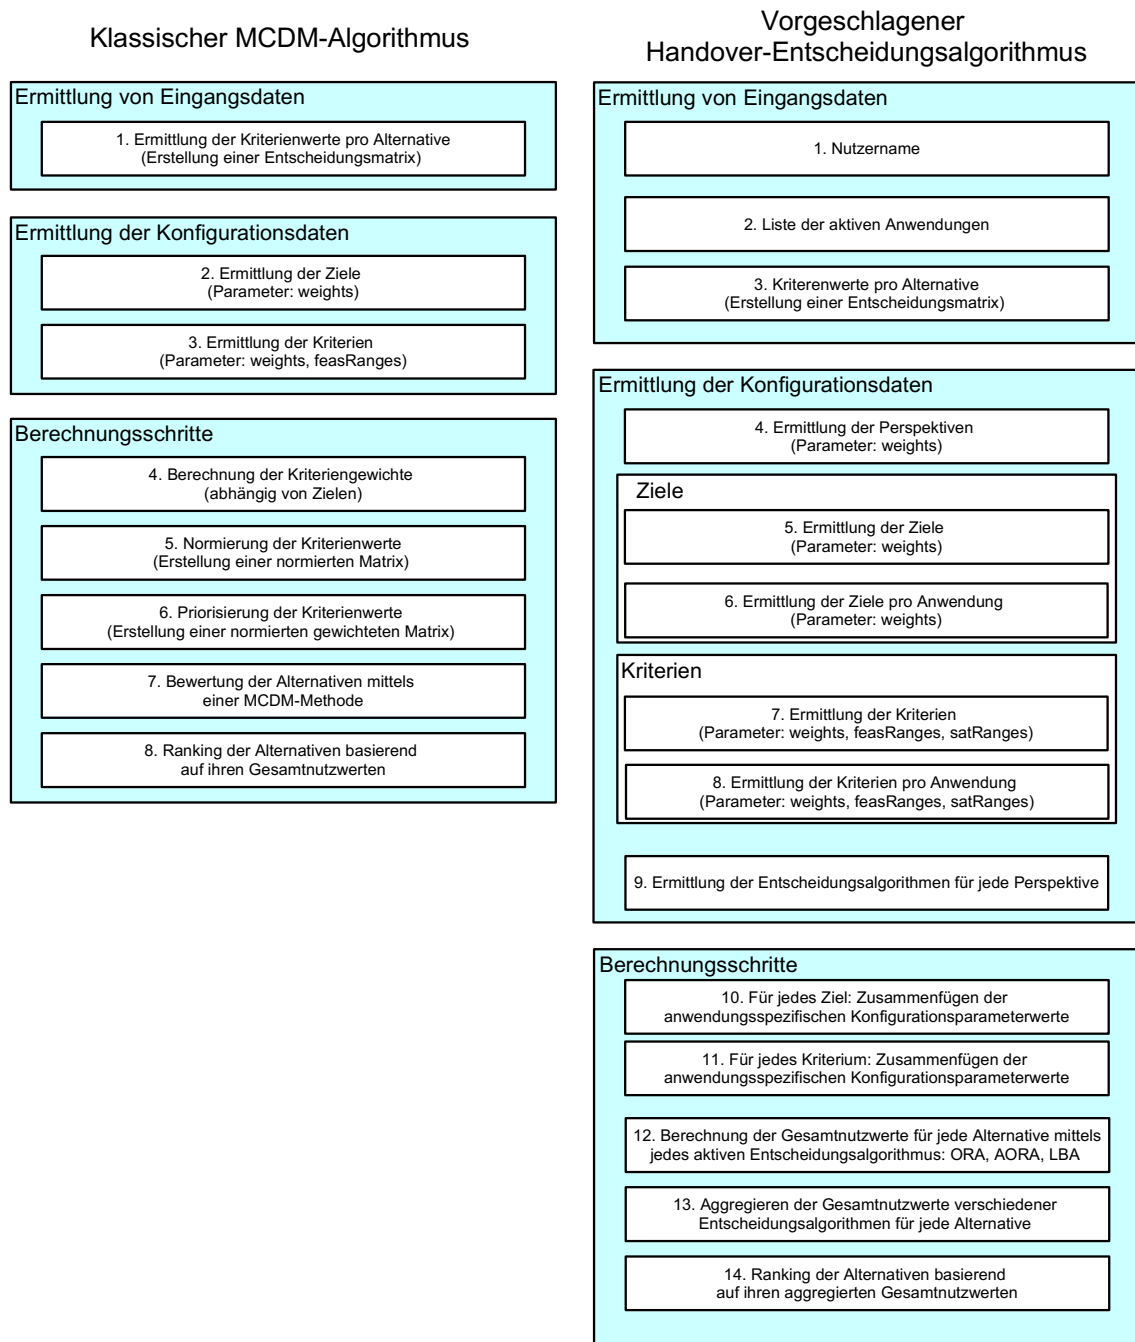 Klassischer MCDM-Algorithmus
Ermittlung von Eingangsdaten
1. Ermittlung der Kriterienwerte pro Alternative
(Erstellung einer Entscheidungsmatrix)
Ermittlung der Konfigurationsdaten
2. Ermittlung der Ziele
(Parameter: weights)
3. Ermittlung der Kriterien
(Parameter: weights, feasRanges)
Berechnungsschritte
4. Berechnung der Kriteriengewichte
(abhängig von Zielen)
5. Normierung der Kriterienwerte
(Erstellung einer normierten Matrix)
6. Priorisierung der Kriterienwerte
(Erstellung einer normierten gewichteten Matrix)
7. Bewertung der Alternativen mittels
einer MCDM-Methode
8. Ranking der Alternativen basierend
auf ihren Gesamtnutzwerten
Vorgeschlagener
Handover-Entscheidungsalgorithmus
Ermittlung von Eingangsdaten
1. Nutzername
2. Liste der aktiven Anwendungen
3. Kriterenwerte pro Alternative
(Erstellung einer Entscheidungsmatrix)
Ermittlung der Konfigurationsdaten
4. Ermittlung der Perspektiven
(Parameter: weights)
Ziele
5. Ermittlung der Ziele
(Parameter: weights)
6. Ermittlung der Ziele pro Anwendung
(Parameter: weights)
Kriterien
7. Ermittlung der Kriterien
(Parameter: weights, feasRanges, satRanges)
8. Ermittlung der Kriterien pro Anwendung
(Parameter: weights, feasRanges, satRanges)
9. Ermittlung der Entscheidungsalgorithmen für jede Perspektive
Berechnungsschritte
10. Für jedes Ziel: Zusammenfügen der
anwendungsspezifischen Konfigurationsparameterwerte
11. Für jedes Kriterium: Zusammenfügen der
anwendungsspezifischen Konfigurationsparameterwerte
12. Berechnung der Gesamtnutzwerte für jede Alternative mittels
jedes aktiven Entscheidungsalgorithmus: ORA, AORA, LBA
13. Aggregieren der Gesamtnutzwerte verschiedener
Entscheidungsalgorithmen für jede Alternative
14. Ranking der Alternativen basierend
auf ihren aggregierten Gesamtnutzwerten